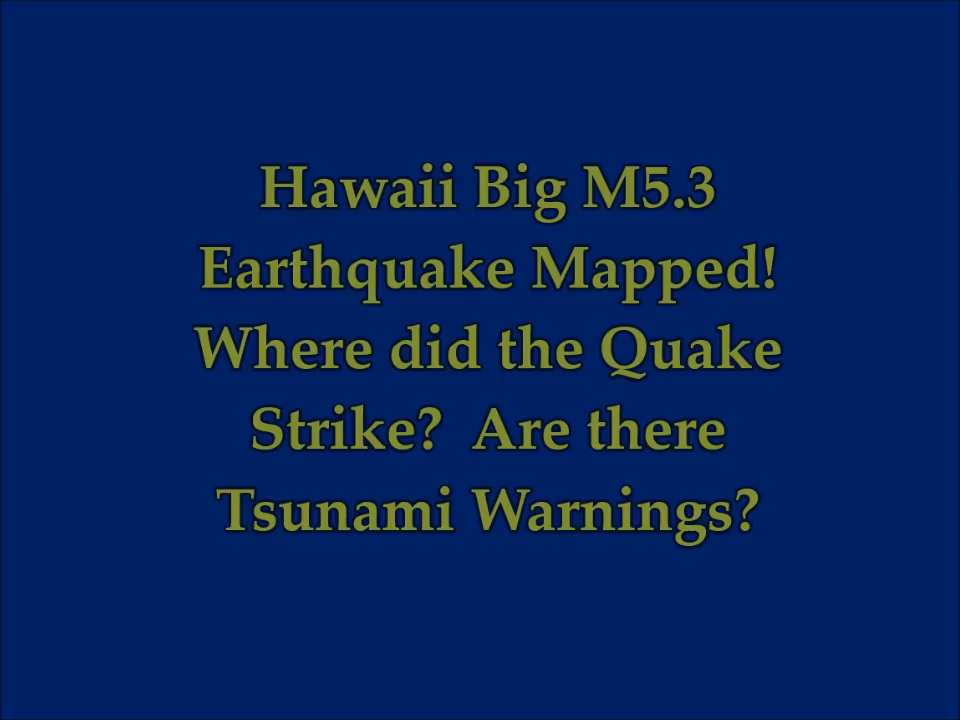 Hawaii Big M5.3
Earthquake Mapped!
Where did the Quake
Strike?  Are there
Tsunami Warnings?